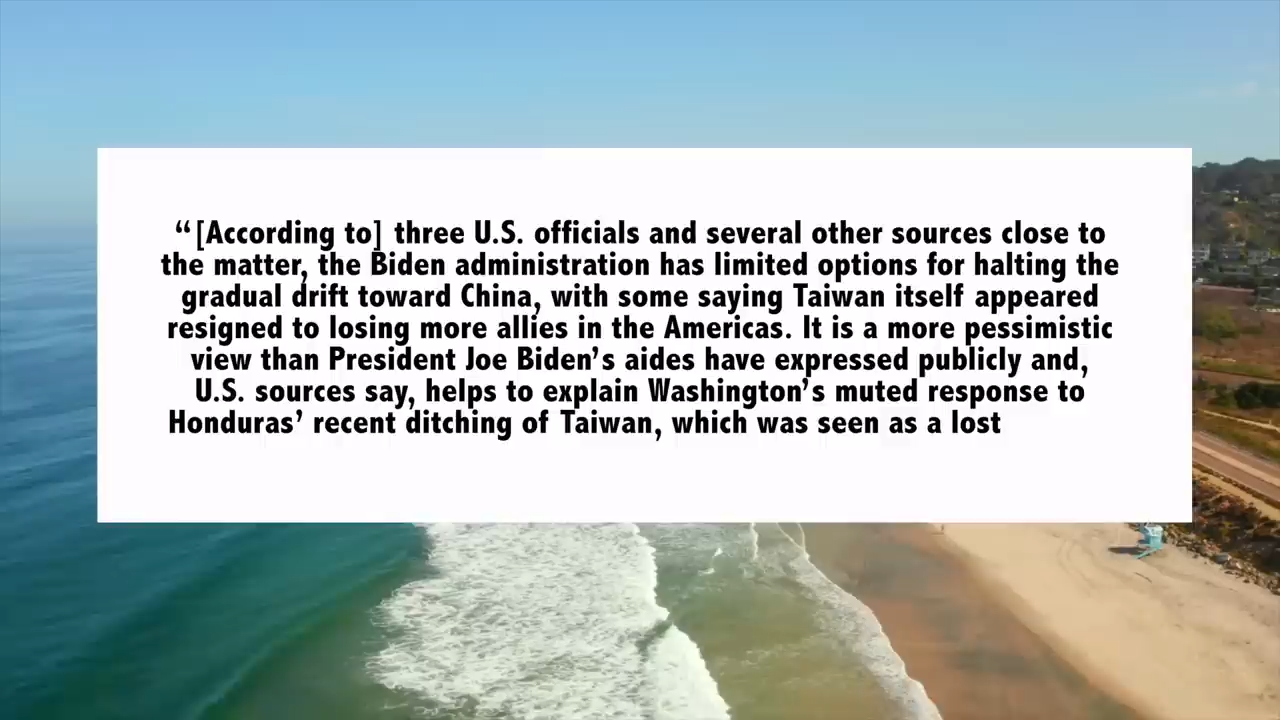 “[According to] three U.S. officials and several other sources close to
the matter, the Biden administration has limited options for halting the
gradual drift toward China, with some saying Taiwan itself appeared
resigned to losing more allies in the Americas. It is a more pessimistic
view than President Joe Biden’s aides have expressed publicly and,
U.S. sources say, helps to explain Washington’s muted response to
Honduras’ recent ditching of Taiwan, which was seen as a lost